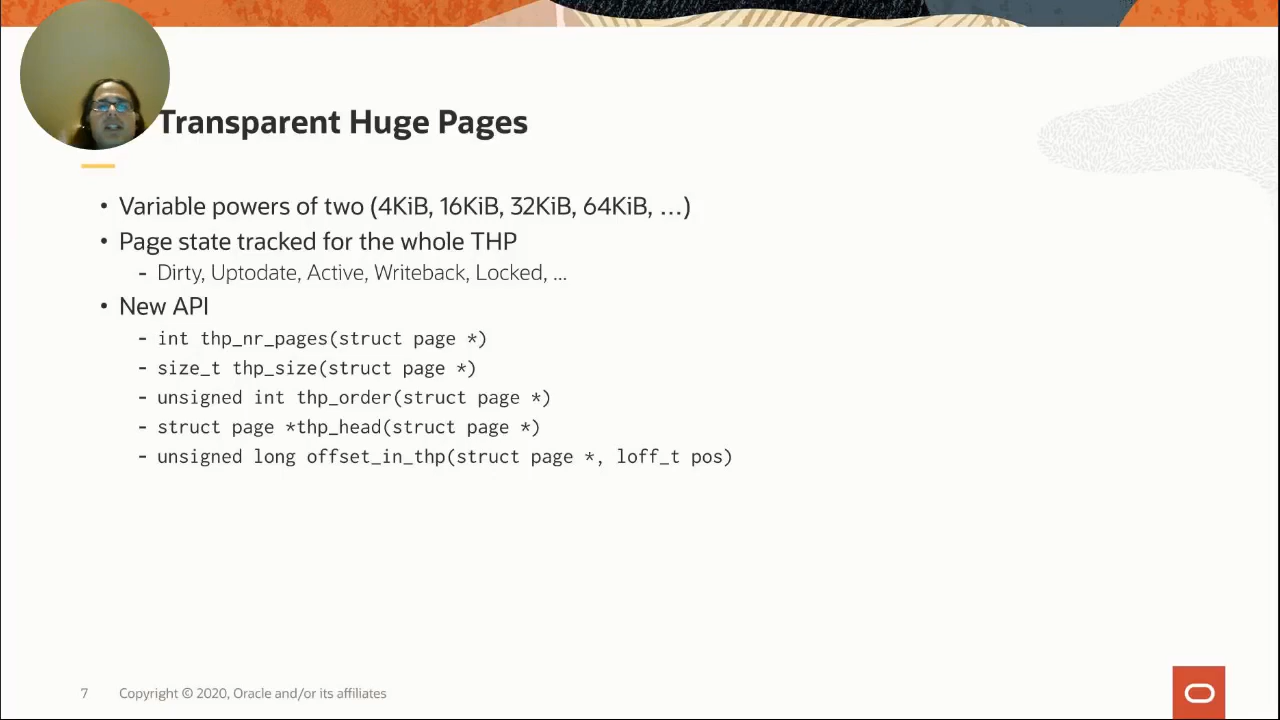 Transparent Huge Pages
• Variable powers of two (4KiB, 16KiB, 32KiB, 64KiB, …)
• Page state tracked for the whole THP
- Dirty, Uptodate, Active, Writeback, Locked, ...
• New API
- int thp_nr_pages(struct page *)
- size_t thp_size(struct page *)
- unsigned int thp_order(struct page *)
- struct page *thp_head(struct page *)
- unsigned long offset_in_thp(struct page *, loff_t pos)
7 Copyright © 2020, Oracle and/or its affiliates